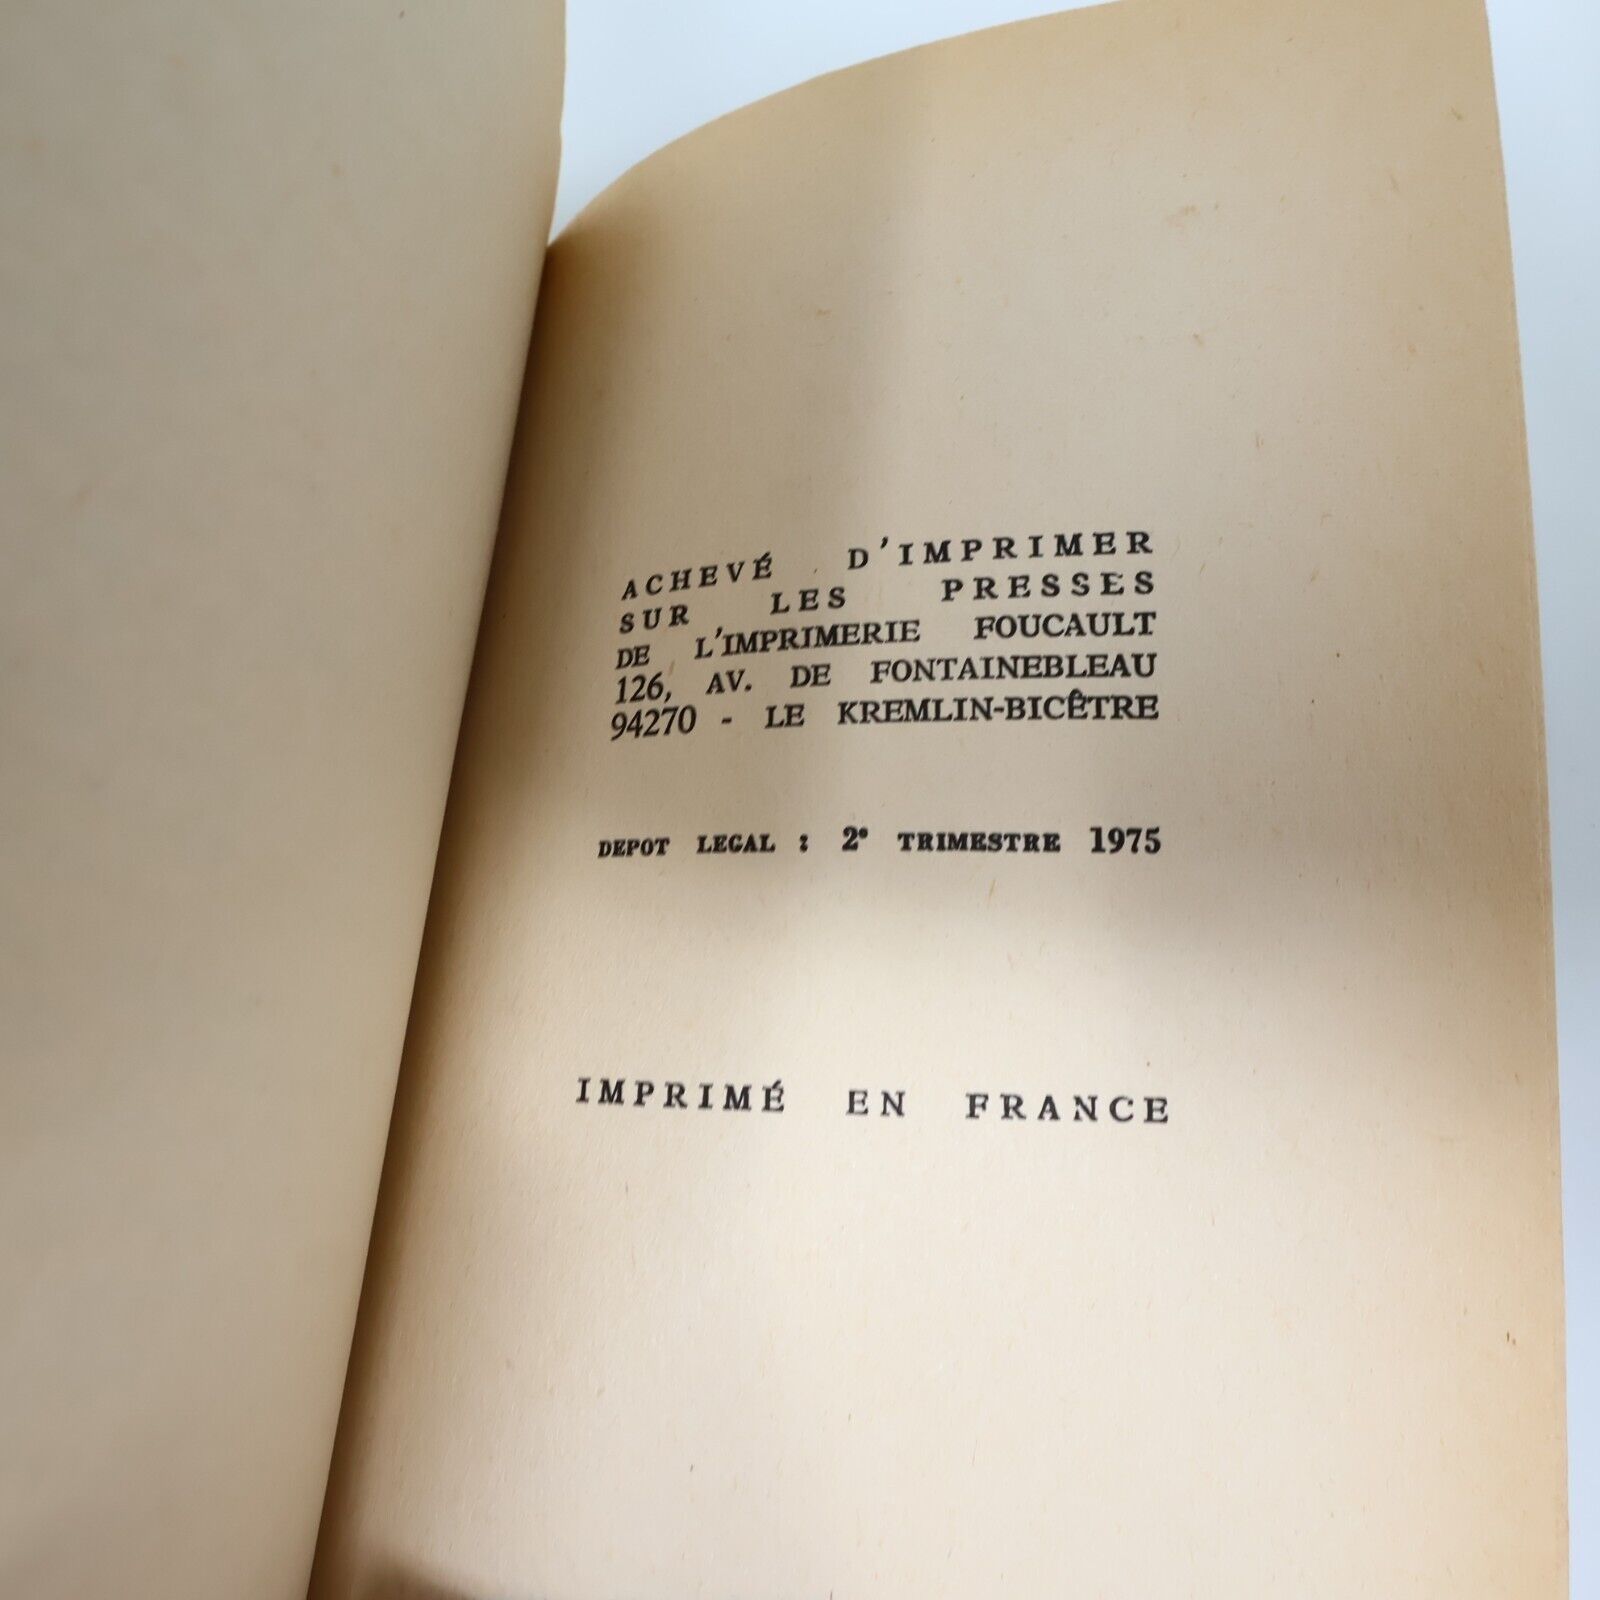 ACHEVÉ D'IMPRIMER
SUR LES PRESSES
DE L'IMPRIMERIE FOUCAULT
126, AV. DE FONTAINEBLEAU
94270 - LE KREMLIN-BICÊTRE
DEPOT LEGAL : 2e TRIMESTRE 1975
IMPRIMÉ EN FRANCE